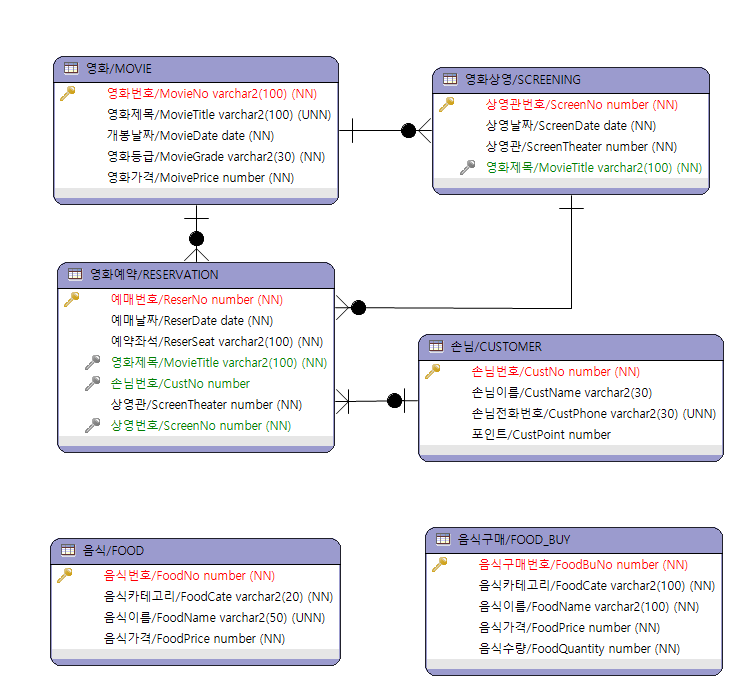 영화/MOVIE
영화번호/MovieNo varchar2(100) (NN)
영화제목/MovieTitle varchar2(100) (UNN)
개봉날짜/MovieDate date (NN)
영화등급/MovieGrade varchar2(30) (NN)
영화가격/MoivePrice number (NN)
영화상영/SCREENING
상영관번호/ScreenNo number (NN)
상영날짜/ScreenDate date (NN)
상영관/ScreenTheater number (NN)
영화제목/MovieTitle varchar2(100) (NN)
영화예약/RESERVATION
예매번호/ReserNo number (NN)
예매날짜/ReserDate date (NN)
예약좌석/ReserSeat varchar2(100) (NN)
영화제목/MovieTitle varchar2(100) (NN)
손님번호/CustNo number
상영관/ScreenTheater number (NN)
상영번호/ScreenNo number (NN)
손님/CUSTOMER
손님번호/CustNo number (NN)
손님이름/CustName varchar2(30)
손님전화번호/CustPhone varchar2(30) (UNN)
포인트/CustPoint number
음식/FOOD
음식번호/FoodNo number (NN)
음식카테고리/FoodCate varchar2(20) (NN)
음식이름/FoodName varchar2(50) (UNN)
음식가격/FoodPrice number (NN)
음식구매/FOOD_BUY
음식구매번호/FoodBuNo number (NN)
음식카테고리/FoodCate varchar2(100) (NN)
음식이름/FoodName varchar2(100) (NN)
음식가격/FoodPrice number (NN)
음식수량/FoodQuantity number (NN)